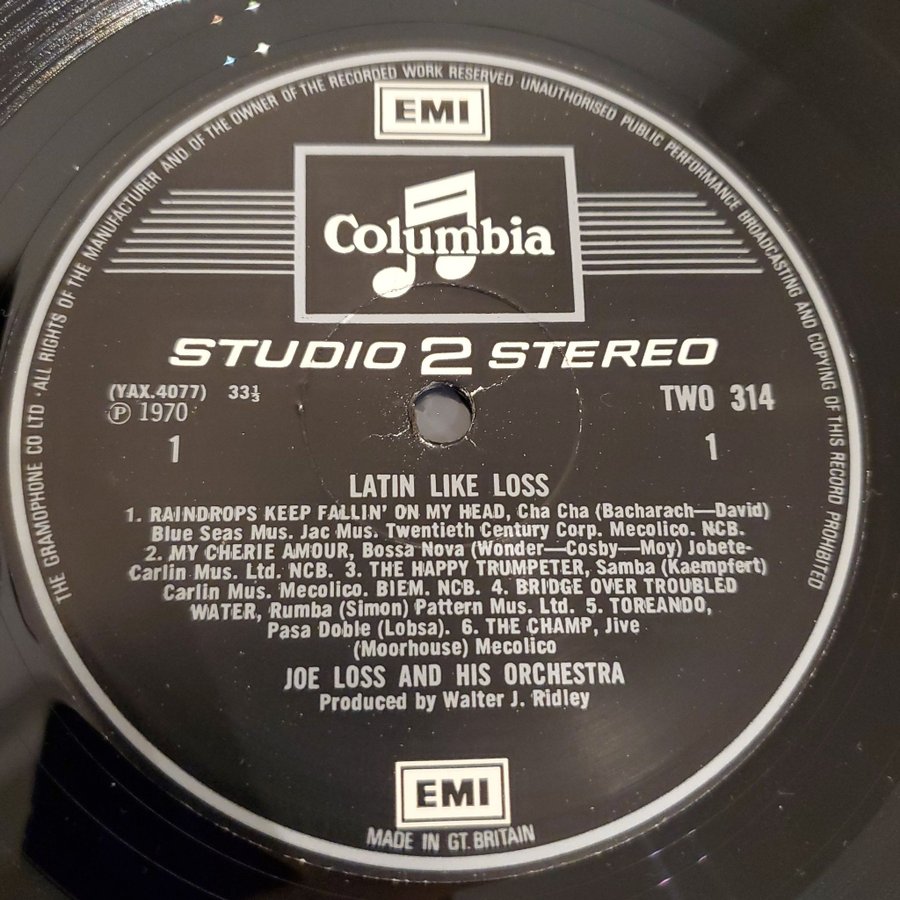 THE GRAMOPHONE CO LTD · ALL RIGHTS OF THE MANUFACTURER AND OF THE OWNER OF THE RECORDED WORK RESERVED · UNAUTHORISED PUBLIC PERFORMANCE BROADCASTING AND COPYING OF THIS RECORD PROHIBITED
EMI
Columbia
STUDIO 2 STEREO
(YAX.4077) 33⅓
TWO 314
℗ 1970
1
1
LATIN LIKE LOSS
1. RAINDROPS KEEP FALLIN' ON MY HEAD, Cha Cha (Bacharach—David)
Blue Seas Mus. Jac Mus. Twentieth Century Corp. Mecolico. NCB.
2. MY CHERIE AMOUR, Bossa Nova (Wonder—Cosby—Moy) Jobete-
Carlin Mus. Ltd. NCB. 3. THE HAPPY TRUMPETER, Samba (Kaempfert)
Carlin Mus. Mecolico. BIEM. NCB. 4. BRIDGE OVER TROUBLED
WATER, Rumba (Simon) Pattern Mus. Ltd. 5. TOREANDO,
Pasa Doble (Lobsa). 6. THE CHAMP, Jive
(Moorhouse) Mecolico
JOE LOSS AND HIS ORCHESTRA
Produced by Walter J. Ridley
EMI
MADE IN GT. BRITAIN